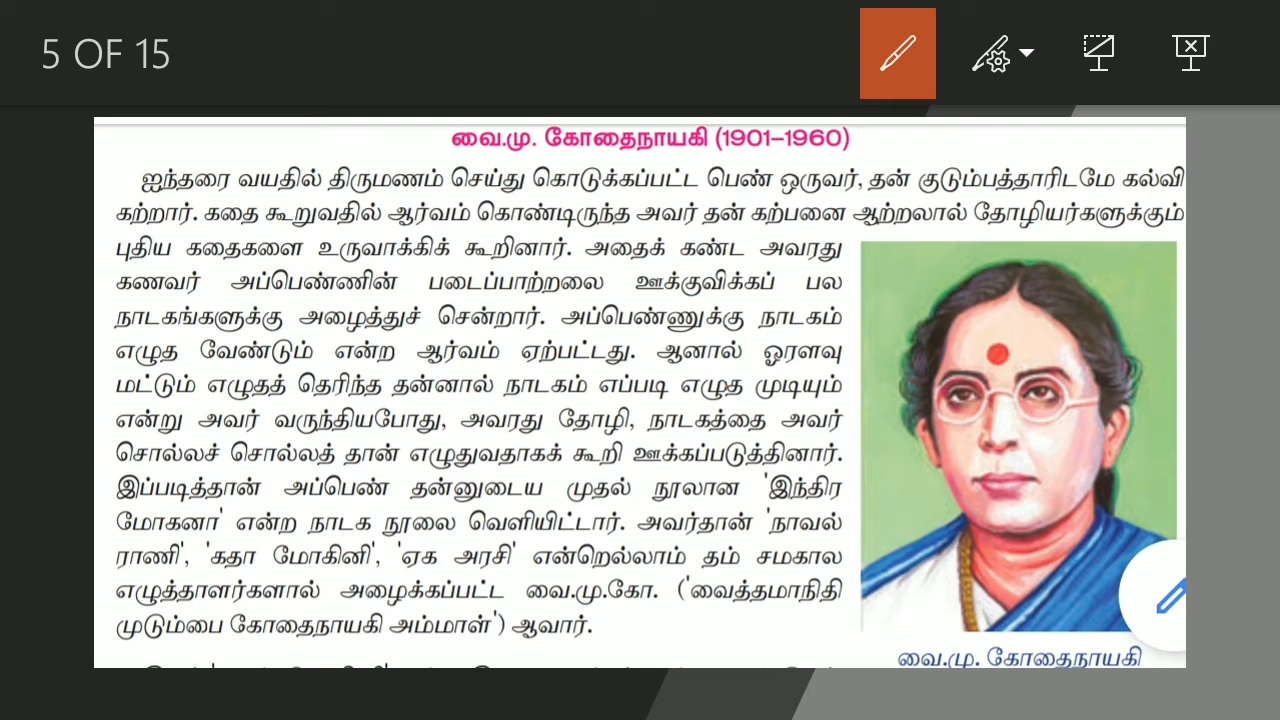 5 OF 15
வை.மு. கோதைநாயகி (1901–1960)
ஐந்தரை வயதில் திருமணம் செய்து கொடுக்கப்பட்ட பெண் ஒருவர், தன் குடும்பத்தாரிடமே கல்வி
கற்றார். கதை கூறுவதில் ஆர்வம் கொண்டிருந்த அவர் தன் கற்பனை ஆற்றலால் தோழியர்களுக்கும்
புதிய கதைகளை உருவாக்கிக் கூறினார். அதைக் கண்ட அவரது
கணவர் அப்பெண்ணின் படைப்பாற்றலை ஊக்குவிக்கப் பல
நாடகங்களுக்கு அழைத்துச் சென்றார். அப்பெண்ணுக்கு நாடகம்
எழுத வேண்டும் என்ற ஆர்வம் ஏற்பட்டது. ஆனால் ஓரளவு
மட்டும் எழுதத் தெரிந்த தன்னால் நாடகம் எப்படி எழுத முடியும்
என்று அவர் வருந்தியபோது, அவரது தோழி, நாடகத்தை அவர்
சொல்லச் சொல்லத் தான் எழுதுவதாகக் கூறி ஊக்கப்படுத்தினார்.
இப்படித்தான் அப்பெண் தன்னுடைய முதல் நூலான 'இந்திர
மோகனா' என்ற நாடக நூலை வெளியிட்டார். அவர்தான் 'நாவல்
ராணி', 'கதா மோகினி', 'ஏக அரசி' என்றெல்லாம் தம் சமகால
எழுத்தாளர்களால் அழைக்கப்பட்ட வை.மு.கோ. ('வைத்தமாநிதி
முடும்பை கோதைநாயகி அம்மாள்') ஆவார்.
வை.மு. கோதைநாயகி